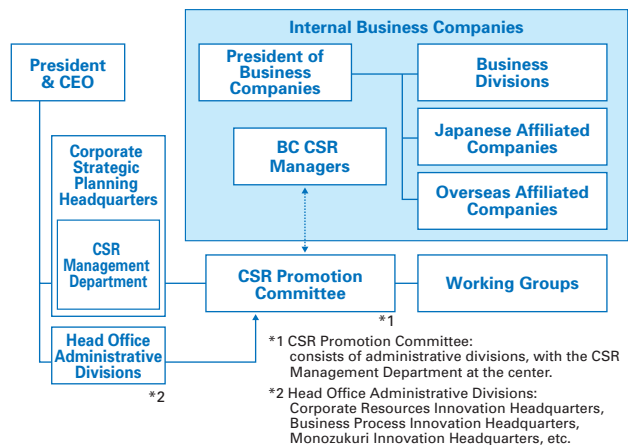 Internal Business Companies
President
& CEO
President of
Business
Companies
Business
Divisions
Japanese Affiliated
Companies
Overseas Affiliated
Companies
BC CSR
Managers
Corporate
Strategic
Planning
Headquarters
CSR
Management
Department
CSR Promotion
Committee
*1
Working Groups
Head Office
Administrative
Divisions
*2
*1 CSR Promotion Committee:
consists of administrative divisions, with the CSR
Management Department at the center.
*2 Head Office Administrative Divisions:
Corporate Resources Innovation Headquarters,
Business Process Innovation Headquarters,
Monozukuri Innovation Headquarters, etc.